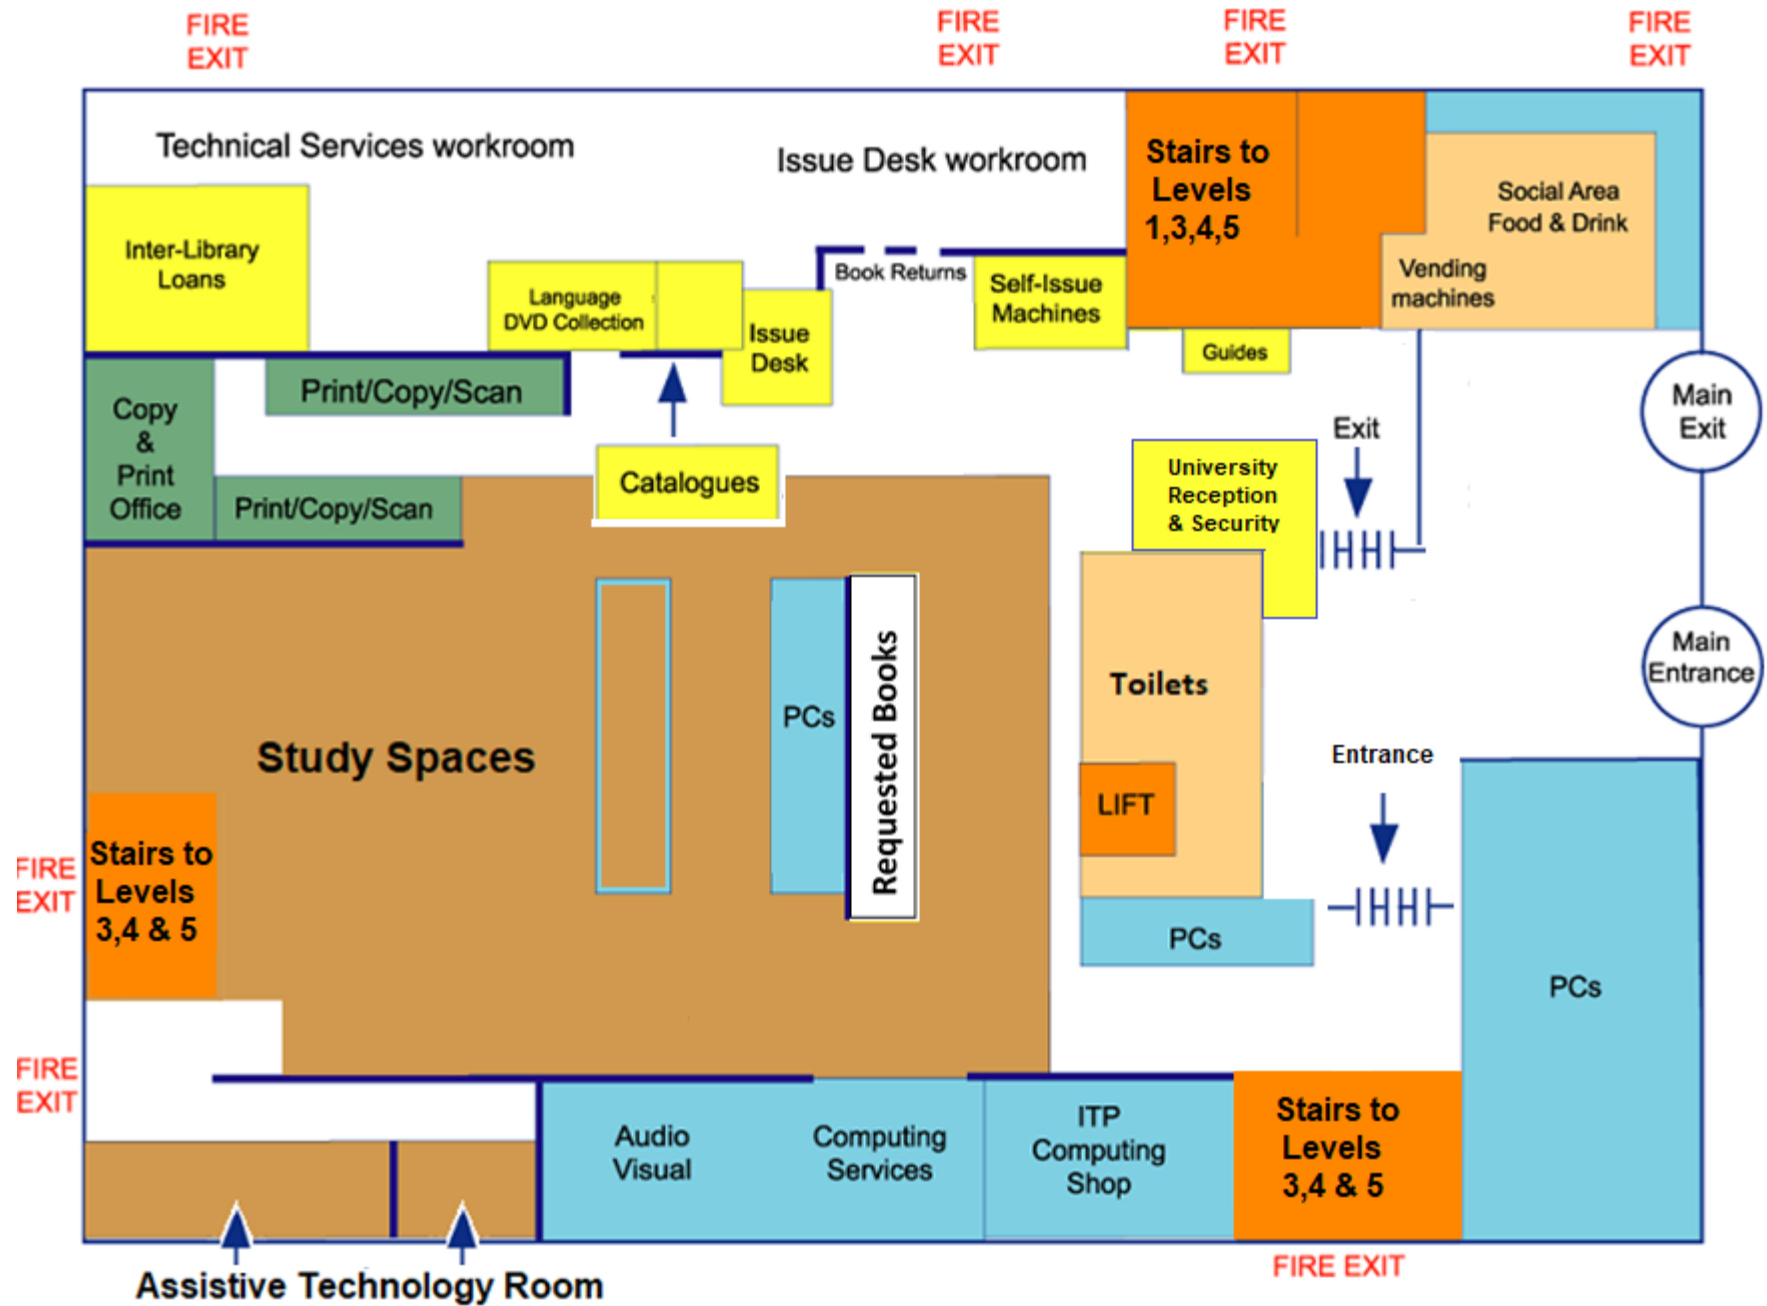 FIRE
EXIT
FIRE
EXIT
FIRE
EXIT
FIRE
EXIT
Technical Services workroom
Issue Desk workroom
Stairs to
Levels
1,3,4,5
Social Area
Food & Drink
Vending
machines
Inter-Library
Loans
Language
DVD Collection
Issue
Desk
Book Returns
Self-Issue
Machines
Guides
Main
Exit
Copy
&
Print
Office
Print/Copy/Scan
Print/Copy/Scan
Catalogues
University
Reception
& Security
Exit
Main
Entrance
Study Spaces
PCs
Requested Books
Toilets
LIFT
Entrance
PCs
PCs
FIRE
EXIT
Stairs to
Levels
3,4 & 5
FIRE
EXIT
Audio
Visual
Computing
Services
ITP
Computing
Shop
Stairs to
Levels
3,4 & 5
FIRE EXIT
Assistive Technology Room